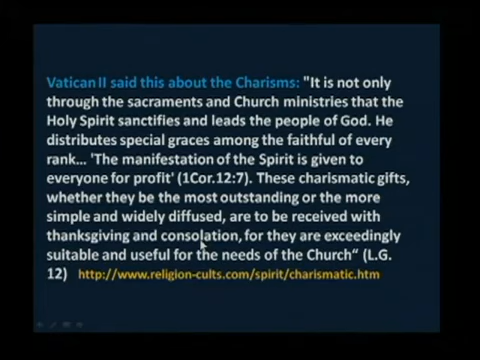 Vatican II said this about the Charisms: "It is not only
through the sacraments and Church ministries that the
Holy Spirit sanctifies and leads the people of God. He
distributes special graces among the faithful of every
rank... 'The manifestation of the Spirit is given to
everyone for profit' (1Cor.12:7). These charismatic gifts,
whether they be the most outstanding or the more
simple and widely diffused, are to be received with
thanksgiving and consolation, for they are exceedingly
suitable and useful for the needs of the Church" (L.G.
12) http://www.religion-cults.com/spirit/charismatic.htm